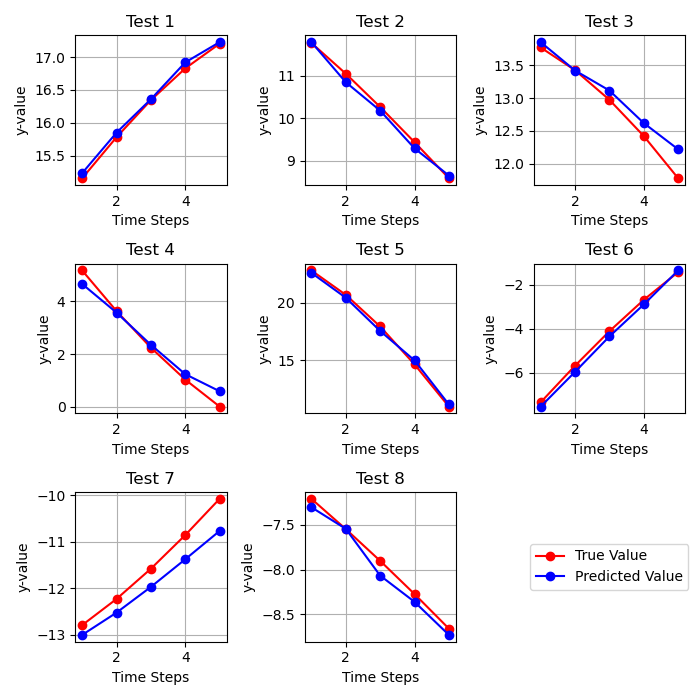 Test 1
17.0
16.5
16.0
15.5
y-value
2 4
Time Steps
Test 2
11
10
9
y-value
2 4
Time Steps
Test 3
13.5
13.0
12.5
12.0
y-value
2 4
Time Steps
Test 4
4
2
0
y-value
2 4
Time Steps
Test 5
20
15
y-value
2 4
Time Steps
Test 6
−2
−4
−6
y-value
2 4
Time Steps
Test 7
−10
−11
−12
−13
y-value
2 4
Time Steps
Test 8
−7.5
−8.0
−8.5
y-value
2 4
Time Steps
True Value
Predicted Value